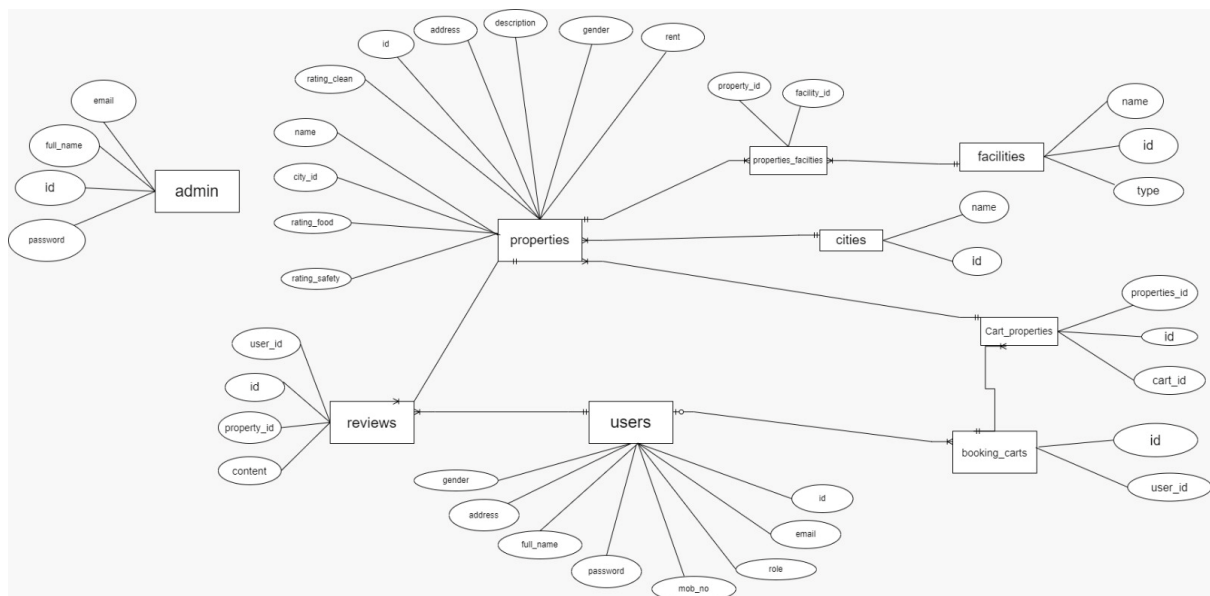 email
full_name
id
password
admin
rating_clean
id
address
description
gender
rent
name
city_id
rating_food
rating_safety
properties
property_id
facility_id
properties_facilties
facilities
name
id
type
cities
name
id
Cart_properties
properties_id
id
cart_id
user_id
id
property_id
content
reviews
users
gender
address
full_name
password
mob_no
role
email
id
booking_carts
id
user_id